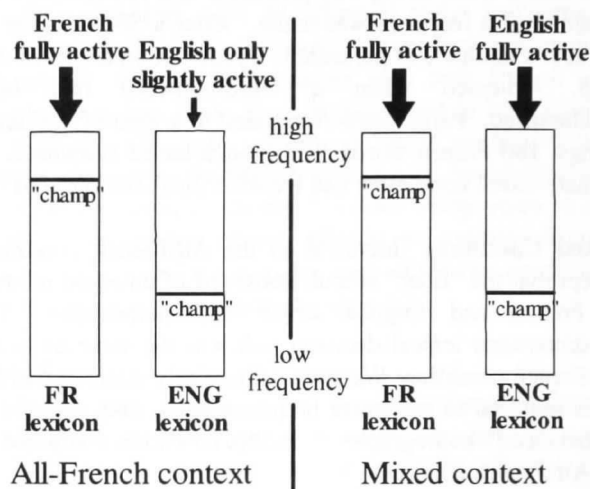 French
fully active
English only
slightly active
"champ"
"champ"
FR
lexicon
ENG
lexicon
All-French context
high
frequency
low
frequency
French
fully active
English
fully active
"champ"
"champ"
FR
lexicon
ENG
lexicon
Mixed context